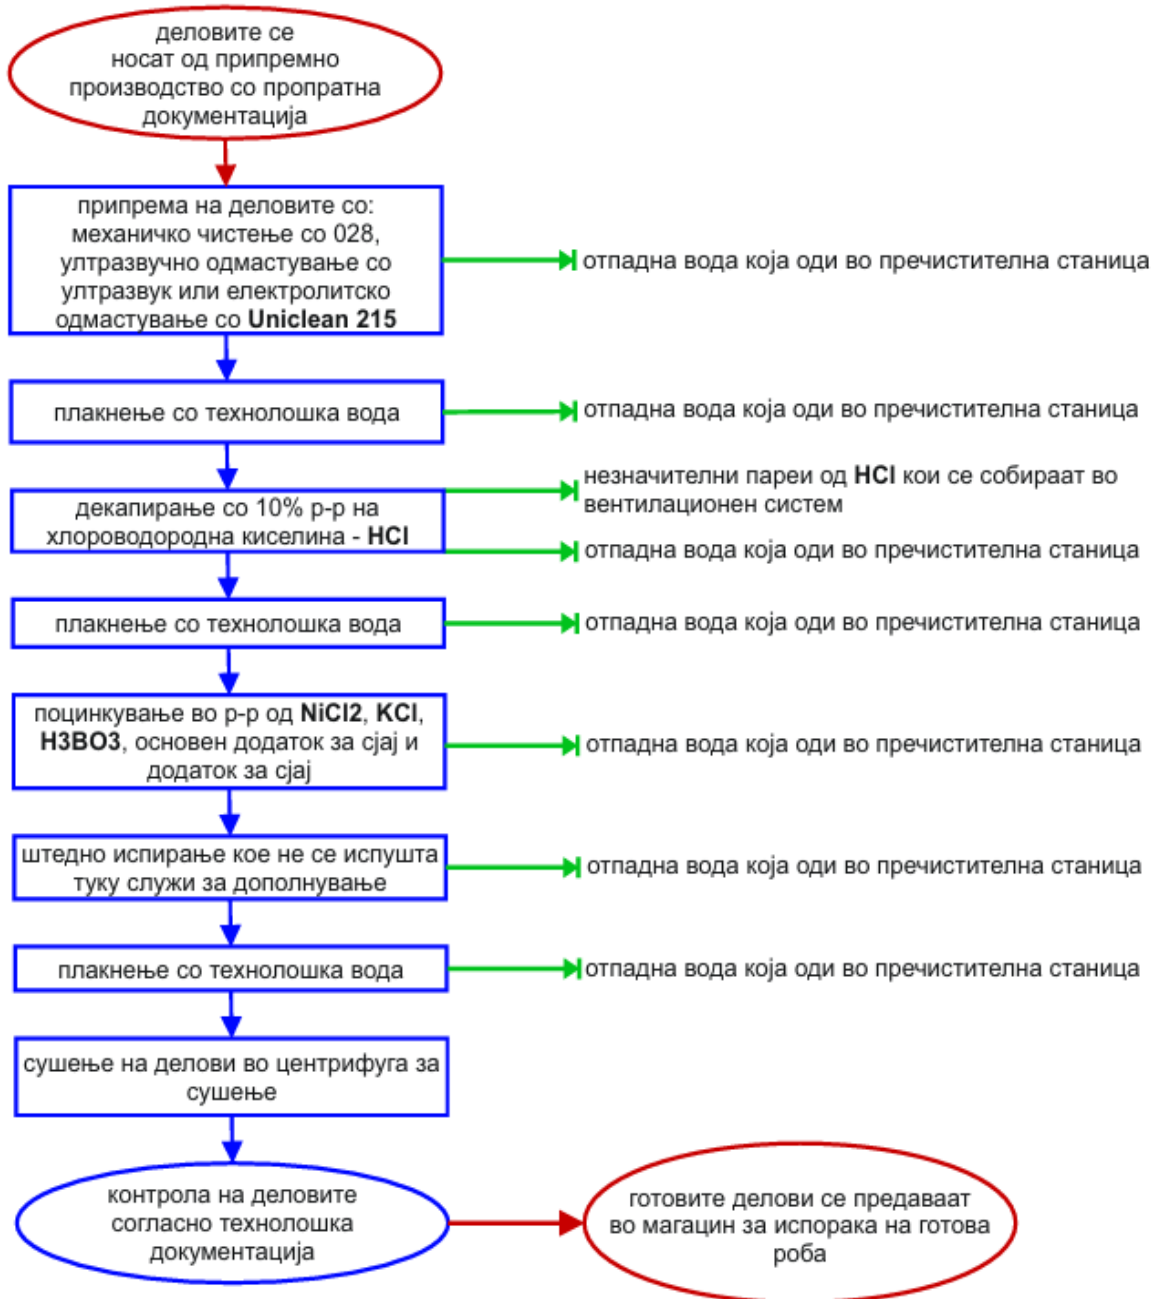 деловите се
носат од припремно
производство со пропратна
документација
припрема на деловите со:
механичко чистење со 028,
ултразвучно одмастување со
ултразвук или електролитско
одмастување со Uniclean 215
отпадна вода која оди во пречистителна станица
плакнење со технолошка вода
отпадна вода која оди во пречистителна станица
декапирање со 10% р-р на
хлороводородна киселина - HCl
незначителни пареи од HCl кои се собираат во
вентилационен систем
отпадна вода која оди во пречистителна станица
плакнење со технолошка вода
отпадна вода која оди во пречистителна станица
поцинкување во р-р од NiCl2, KCl,
H3BO3, основен додаток за сјај и
додаток за сјај
отпадна вода која оди во пречистителна станица
штедно испирање кое не се испушта
туку служи за дополнување
отпадна вода која оди во пречистителна станица
плакнење со технолошка вода
отпадна вода која оди во пречистителна станица
сушење на делови во центрифуга за
сушење
контрола на деловите
согласно технолошка
документација
готовите делови се предаваат
во магацин за испорака на готова
роба